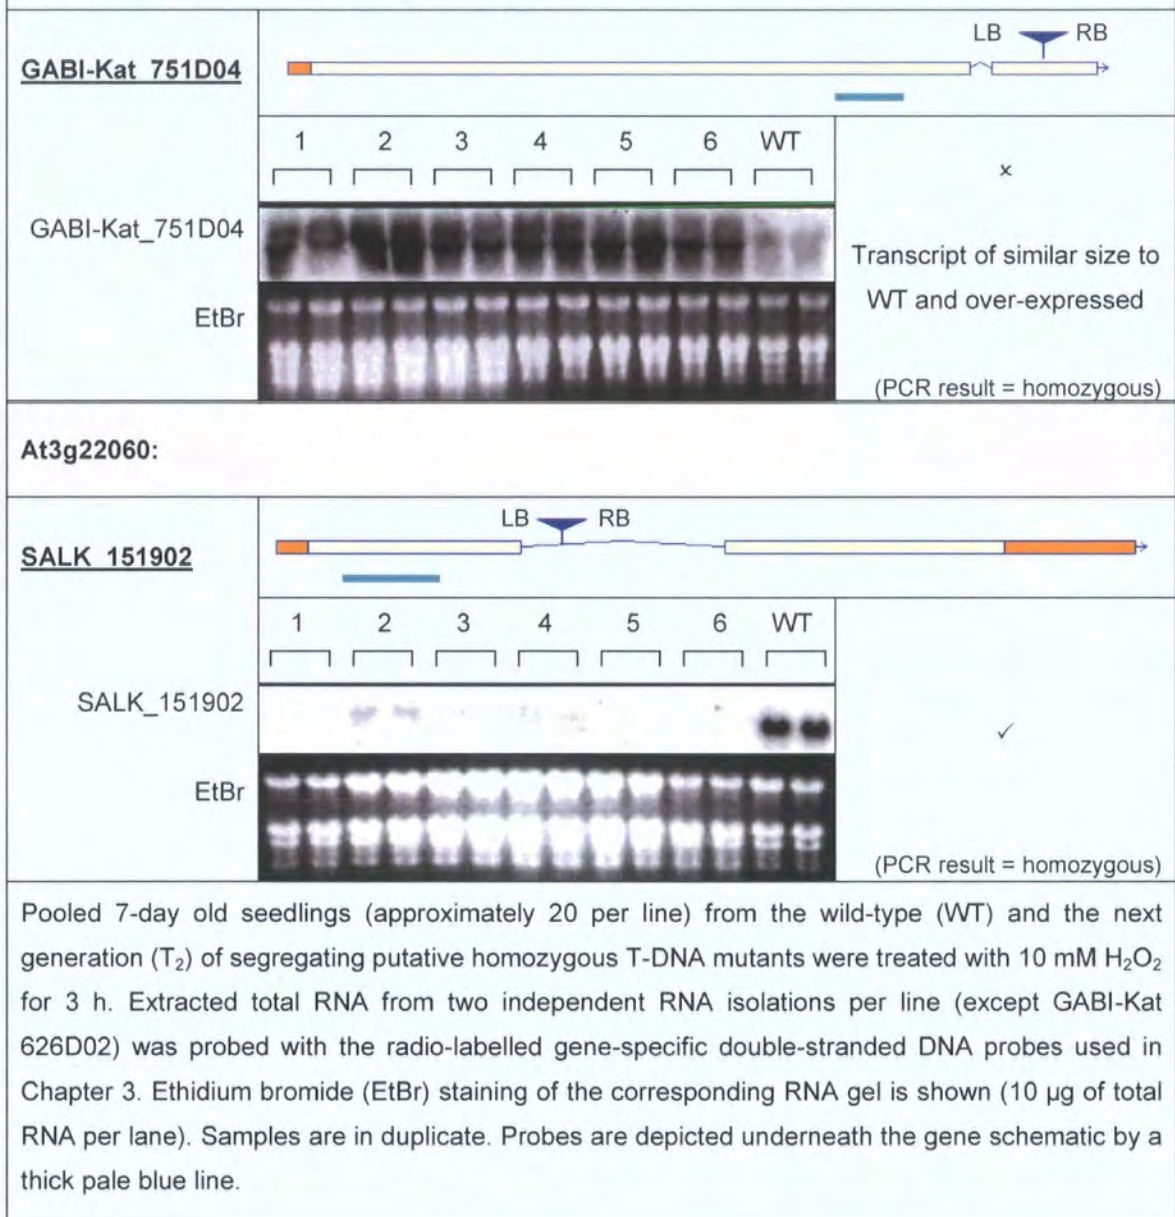 LB RB
GABI-Kat 751D04
1 2 3 4 5 6 WT
x
GABI-Kat_751D04
Transcript of similar size to
WT and over-expressed
EtBr
(PCR result = homozygous)
At3g22060:
LB RB
SALK 151902
1 2 3 4 5 6 WT
SALK_151902
✓
EtBr
(PCR result = homozygous)
Pooled 7-day old seedlings (approximately 20 per line) from the wild-type (WT) and the next
generation (T₂) of segregating putative homozygous T-DNA mutants were treated with 10 mM H₂O₂
for 3 h. Extracted total RNA from two independent RNA isolations per line (except GABI-Kat
626D02) was probed with the radio-labelled gene-specific double-stranded DNA probes used in
Chapter 3. Ethidium bromide (EtBr) staining of the corresponding RNA gel is shown (10 µg of total
RNA per lane). Samples are in duplicate. Probes are depicted underneath the gene schematic by a
thick pale blue line.